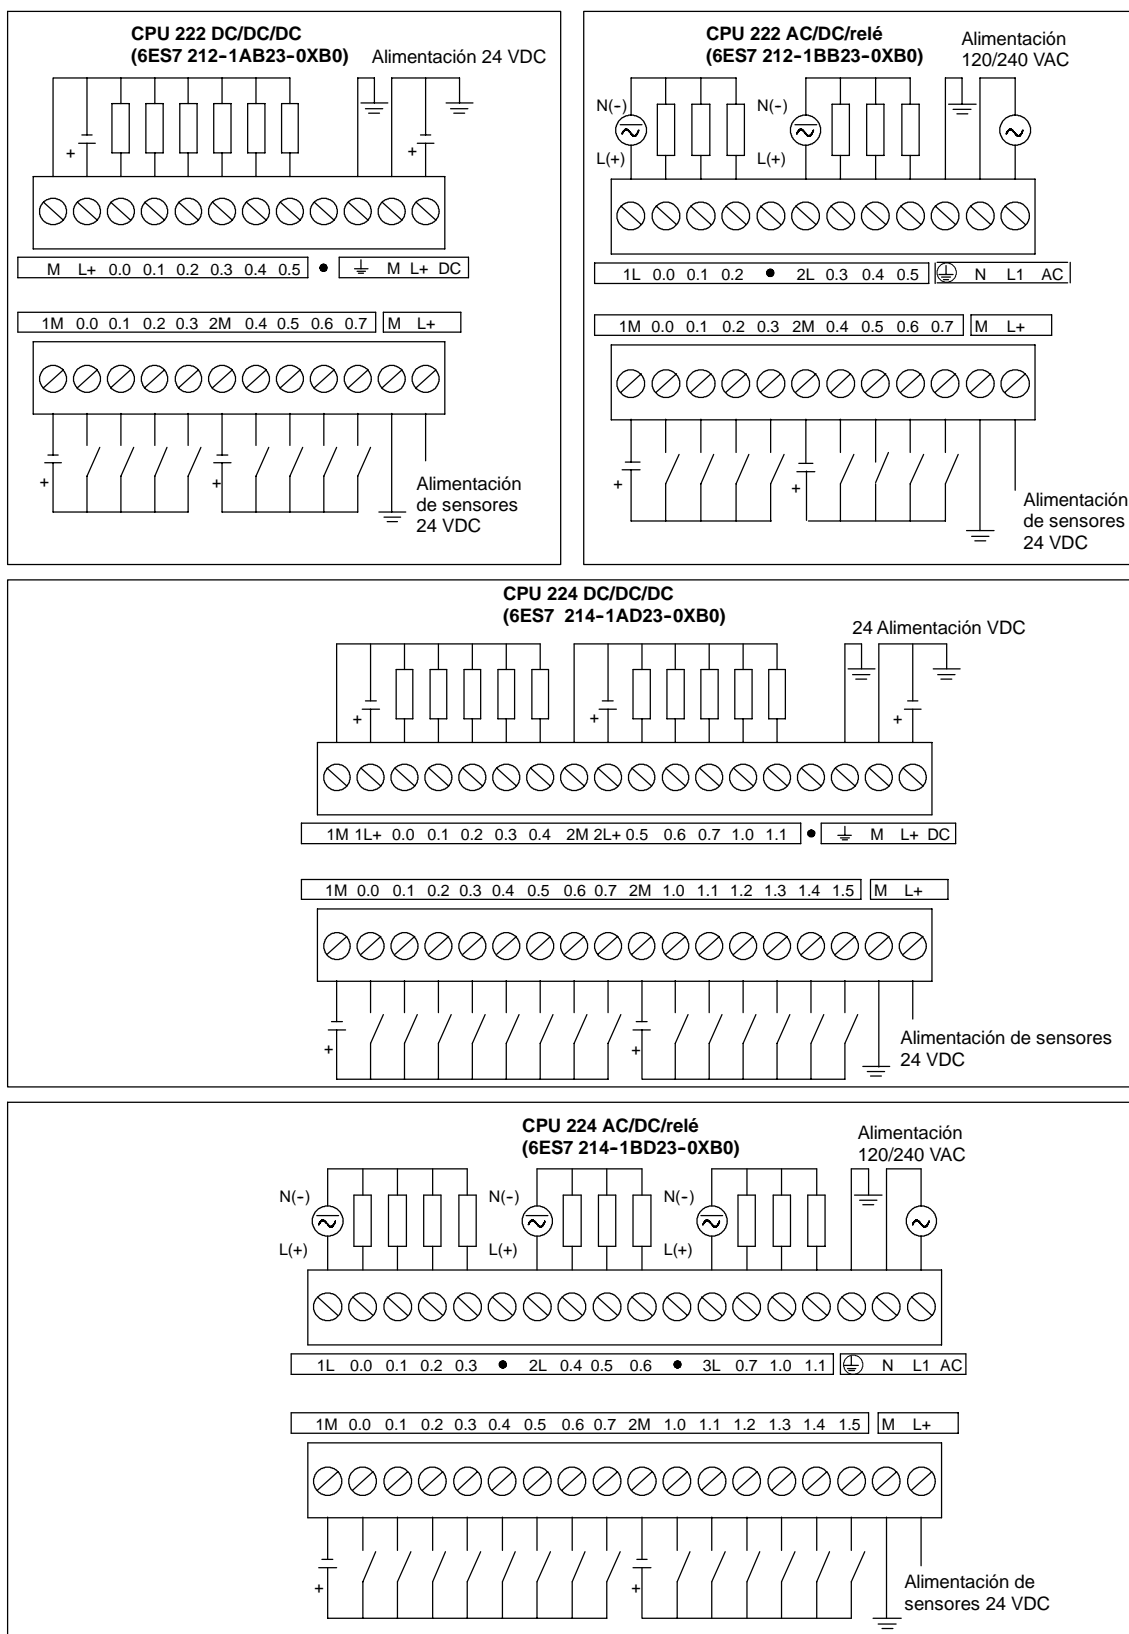 CPU 222 DC/DC/DC
(6ES7 212-1AB23-0XB0)
Alimentación 24 VDC
+
+
M L+ 0.0 0.1 0.2 0.3 0.4 0.5 • M L+ DC
1M 0.0 0.1 0.2 0.3 2M 0.4 0.5 0.6 0.7 M L+
+
+
Alimentación
de sensores
24 VDC
CPU 222 AC/DC/relé
(6ES7 212-1BB23-0XB0)
Alimentación
120/240 VAC
N(-) N(-)
L(+) L(+)
1L 0.0 0.1 0.2 • 2L 0.3 0.4 0.5 N L1 AC
1M 0.0 0.1 0.2 0.3 2M 0.4 0.5 0.6 0.7 M L+
+
+
Alimentación
de sensores
24 VDC
CPU 224 DC/DC/DC
(6ES7 214-1AD23-0XB0)
24 Alimentación VDC
+
+
+
1M 1L+ 0.0 0.1 0.2 0.3 0.4 2M 2L+ 0.5 0.6 0.7 1.0 1.1 • M L+ DC
1M 0.0 0.1 0.2 0.3 0.4 0.5 0.6 0.7 2M 1.0 1.1 1.2 1.3 1.4 1.5 M L+
+
+
Alimentación de sensores
24 VDC
CPU 224 AC/DC/relé
(6ES7 214-1BD23-0XB0)
Alimentación
120/240 VAC
N(-) N(-) N(-)
L(+) L(+) L(+)
1L 0.0 0.1 0.2 0.3 • 2L 0.4 0.5 0.6 • 3L 0.7 1.0 1.1 N L1 AC
1M 0.0 0.1 0.2 0.3 0.4 0.5 0.6 0.7 2M 1.0 1.1 1.2 1.3 1.4 1.5 M L+
+
+
Alimentación de
sensores 24 VDC